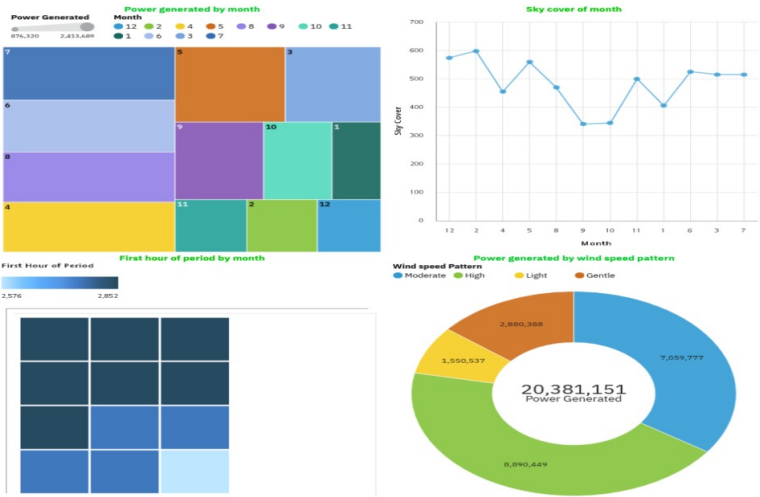 Power generated by month
Power Generated
876,320 2,413,689
Month
12 2 4 5 8 9 10 11
1 6 3 7
7
5
3
6
9
10
1
8
4
11
2
12
Sky cover of month
700
600
500
400
300
200
100
0
Sky Cover
12 2 4 5 8 9 10 11 1 6 3 7
Month
First hour of period by month
First Hour of Period
2,576 2,852
Power generated by wind speed pattern
Wind speed Pattern
Moderate High Light Gentle
2,880,388
7,059,777
1,550,537
20,381,151
Power Generated
8,890,449